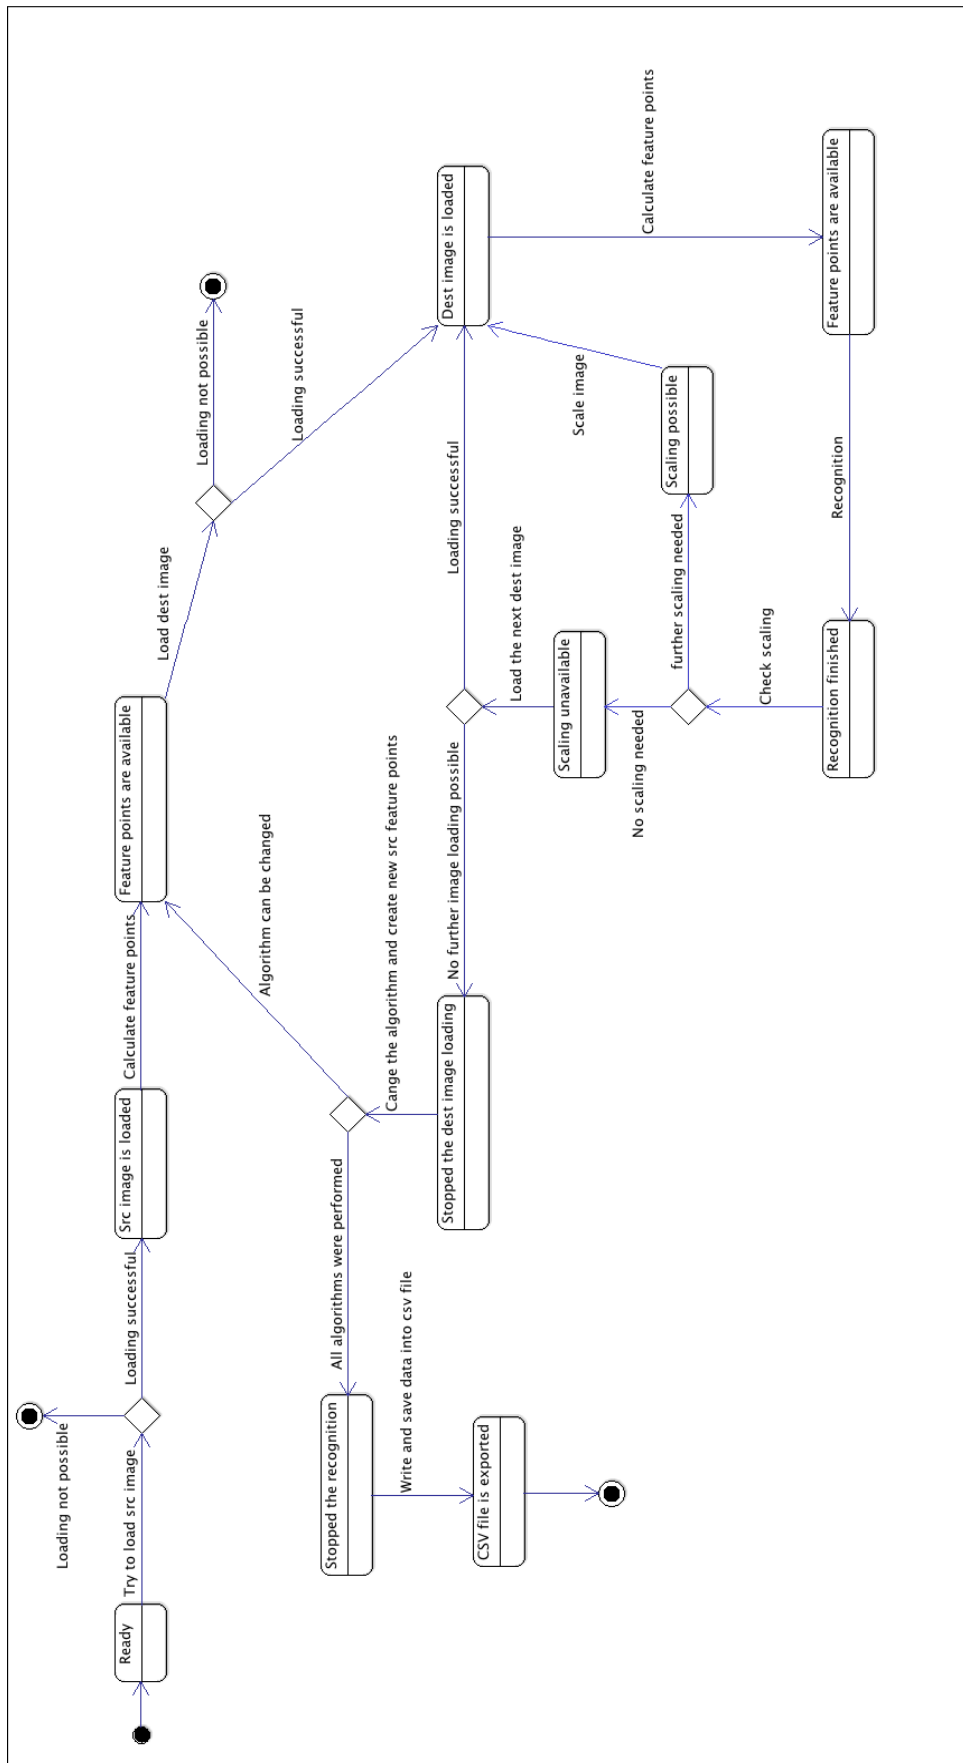 Loading not possible
Ready
Try to load src image
Loading successful
Src image is loaded
Calculate feature points
Feature points are available
Load dest image
Loading not possible
Loading successful
Algorithm can be changed
All algorithms were performed
Stopped the recognition
Write and save data into csv file
CSV file is exported
Cange the algorithm and create new src feature points
Stopped the dest image loading
No further image loading possible
Loading successful
Dest image is loaded
Load the next dest image
Scaling unavailable
Scale image
No scaling needed
further scaling needed
Scaling possible
Calculate feature points
Check scaling
Recognition finished
Recognition
Feature points are available